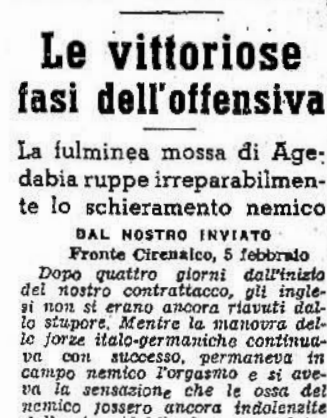 Le vittoriose
fasi dell'offensiva
La fulminea mossa di Age-
dabia ruppe irreparabilmen-
te lo schieramento nemico
DAL NOSTRO INVIATO
Fronte Cirenaico, 5 febbraio
Dopo quattro giorni dall'inizio
del nostro contrattacco, gli ingle-
si non si erano ancora riavuti dal-
lo stupore. Mentre la manovra del-
le forze italo-germaniche continua-
va con successo, permaneva in
campo nemico l'orgasmo e si ave-
va la sensazione che le ossa del
nemico fossero ancora indolenzite